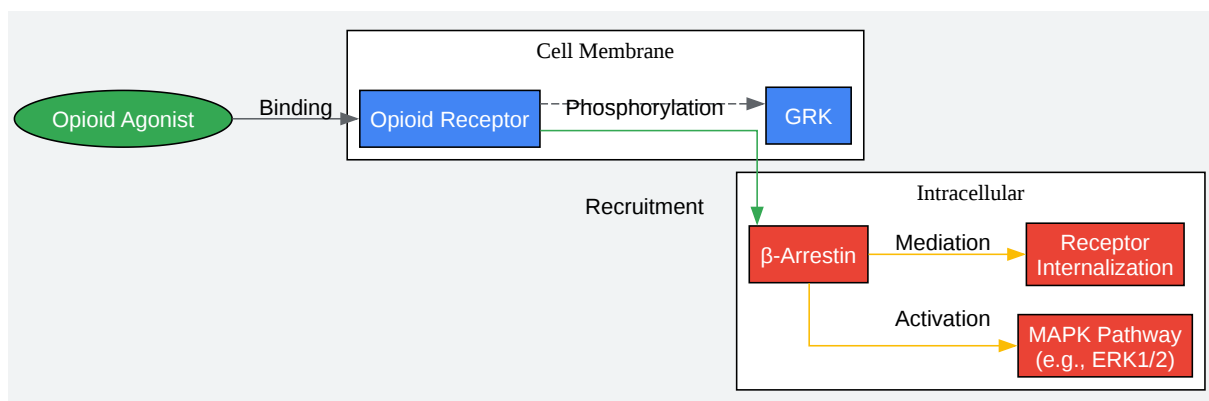 Cell Membrane
Opioid Agonist
Binding
Opioid Receptor
Phosphorylation
GRK
Recruitment
Intracellular
β-Arrestin
Mediation
Receptor
Internalization
Activation
MAPK Pathway
(e.g., ERK1/2)